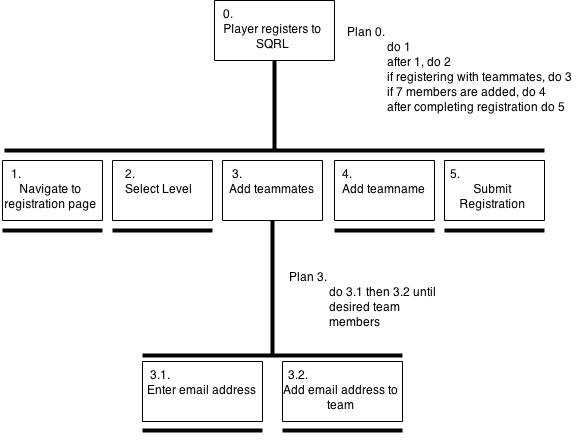 0.
Player registers to
SQRL
Plan 0.
do 1
after 1, do 2
if registering with teammates, do 3
if 7 members are added, do 4
after completing registration do 5
1.
Navigate to
registration page
2.
Select Level
3.
Add teammates
4.
Add teamname
5.
Submit
Registration
Plan 3.
do 3.1 then 3.2 until
desired team
members
3.1.
Enter email address
3.2.
Add email address to
team